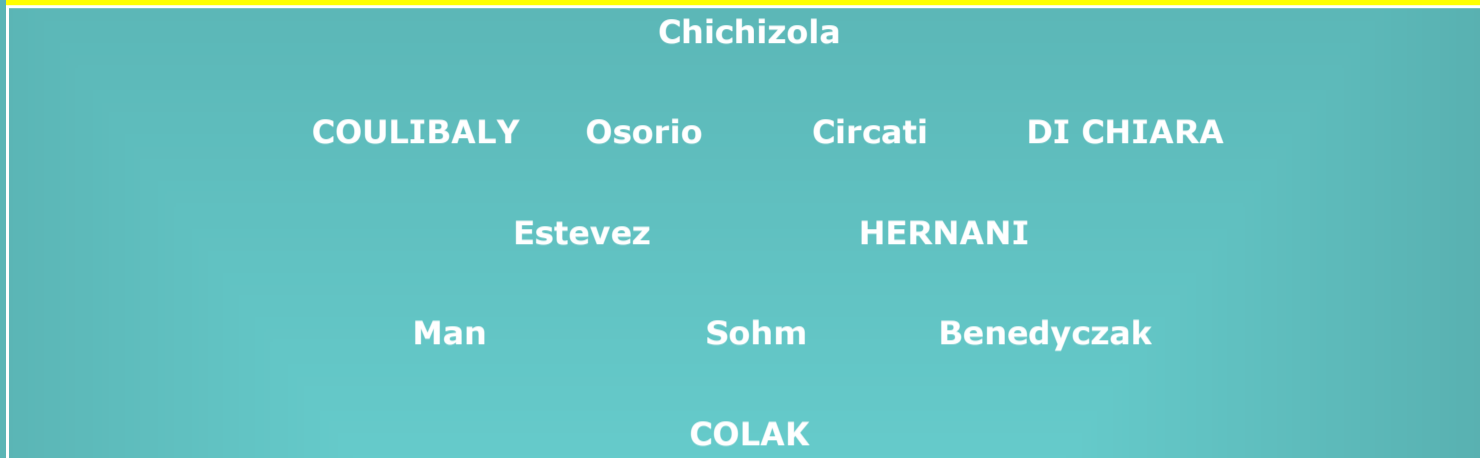 Chichizola
COULIBALY Osorio Circati DI CHIARA
Estevez HERNANI
Man Sohm Benedyczak
COLAK